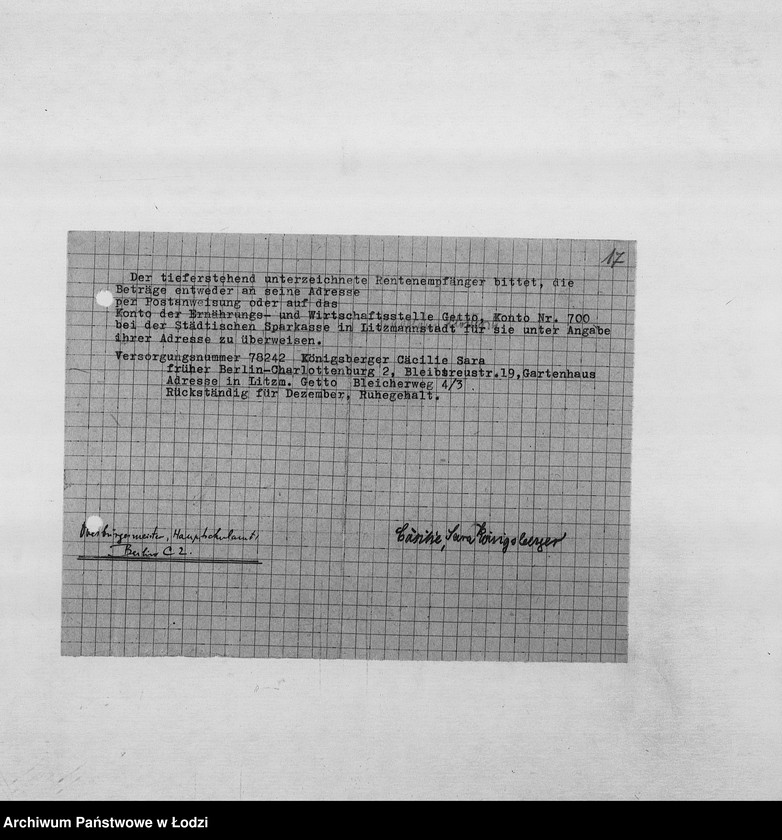 17
Der tieferstehend unterzeichnete Rentenempfänger bittet, die
Beträge entweder an seine Adresse
per Postanweisung oder auf das
Konto der Ernährungs- und Wirtschaftsstelle Getto, Konto Nr. 700
bei der Städtischen Sparkasse in Litzmannstadt für sie unter Angabe
ihrer Adresse zu überweisen.
Versorgungsnummer 78242 Königsberger Cäcilie Sara
früher Berlin-Charlottenburg 2, Bleibtreustr.19,Gartenhaus
Adresse in Litzm. Getto Bleicherweg 4/3
Rückständig für Dezember, Ruhegehalt.
Oberbürgermeister, Hauptschulamt,
Berlin C 2.
Cäcilie, Sara Königsberger
Archiwum Państwowe w Łodzi